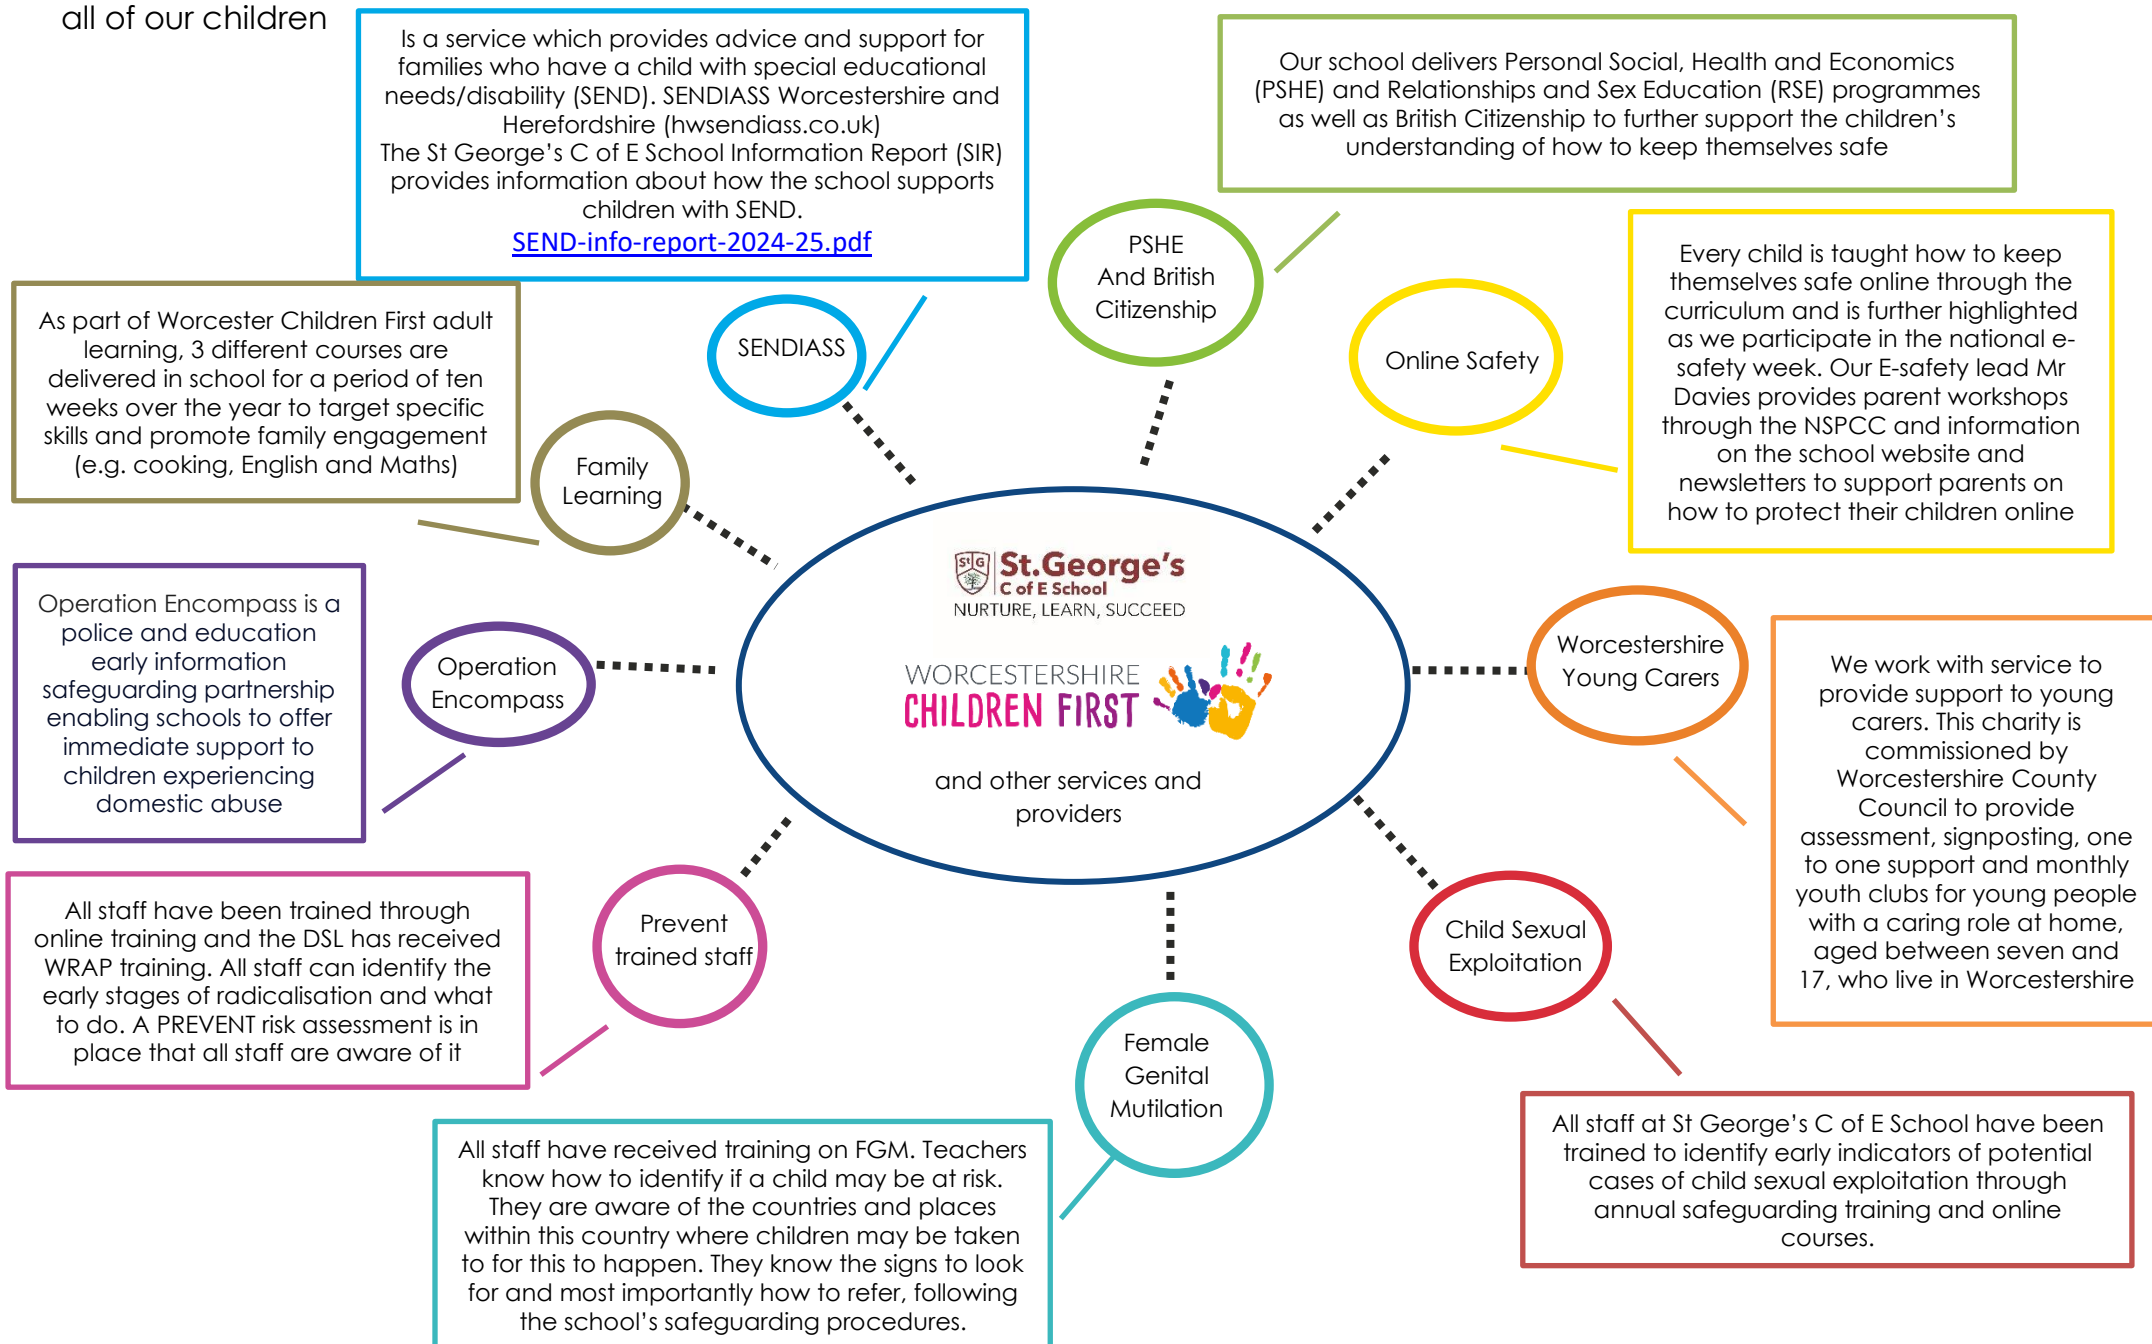 all of our children
Is a service which provides advice and support for
families who have a child with special educational
needs/disability (SEND). SENDIASS Worcestershire and
Herefordshire (hwsendiass.co.uk)
The St George’s C of E School Information Report (SIR)
provides information about how the school supports
children with SEND.
SEND-info-report-2024-25.pdf
Our school delivers Personal Social, Health and Economics
(PSHE) and Relationships and Sex Education (RSE) programmes
as well as British Citizenship to further support the children’s
understanding of how to keep themselves safe
PSHE
And British
Citizenship
SENDIASS
Online Safety
Every child is taught how to keep
themselves safe online through the
curriculum and is further highlighted
as we participate in the national e-
safety week. Our E-safety lead Mr
Davies provides parent workshops
through the NSPCC and information
on the school website and
newsletters to support parents on
how to protect their children online
As part of Worcester Children First adult
learning, 3 different courses are
delivered in school for a period of ten
weeks over the year to target specific
skills and promote family engagement
(e.g. cooking, English and Maths)
Family
Learning
St G
St.George's
C of E School
NURTURE, LEARN, SUCCEED
WORCESTERSHIRE
CHILDREN FIRST
and other services and
providers
Operation Encompass is a
police and education
early information
safeguarding partnership
enabling schools to offer
immediate support to
children experiencing
domestic abuse
Operation
Encompass
Worcestershire
Young Carers
We work with service to
provide support to young
carers. This charity is
commissioned by
Worcestershire County
Council to provide
assessment, signposting, one
to one support and monthly
youth clubs for young people
with a caring role at home,
aged between seven and
17, who live in Worcestershire
All staff have been trained through
online training and the DSL has received
WRAP training. All staff can identify the
early stages of radicalisation and what
to do. A PREVENT risk assessment is in
place that all staff are aware of it
Prevent
trained staff
Child Sexual
Exploitation
Female
Genital
Mutilation
All staff have received training on FGM. Teachers
know how to identify if a child may be at risk.
They are aware of the countries and places
within this country where children may be taken
to for this to happen. They know the signs to look
for and most importantly how to refer, following
the school’s safeguarding procedures.
All staff at St George’s C of E School have been
trained to identify early indicators of potential
cases of child sexual exploitation through
annual safeguarding training and online
courses.